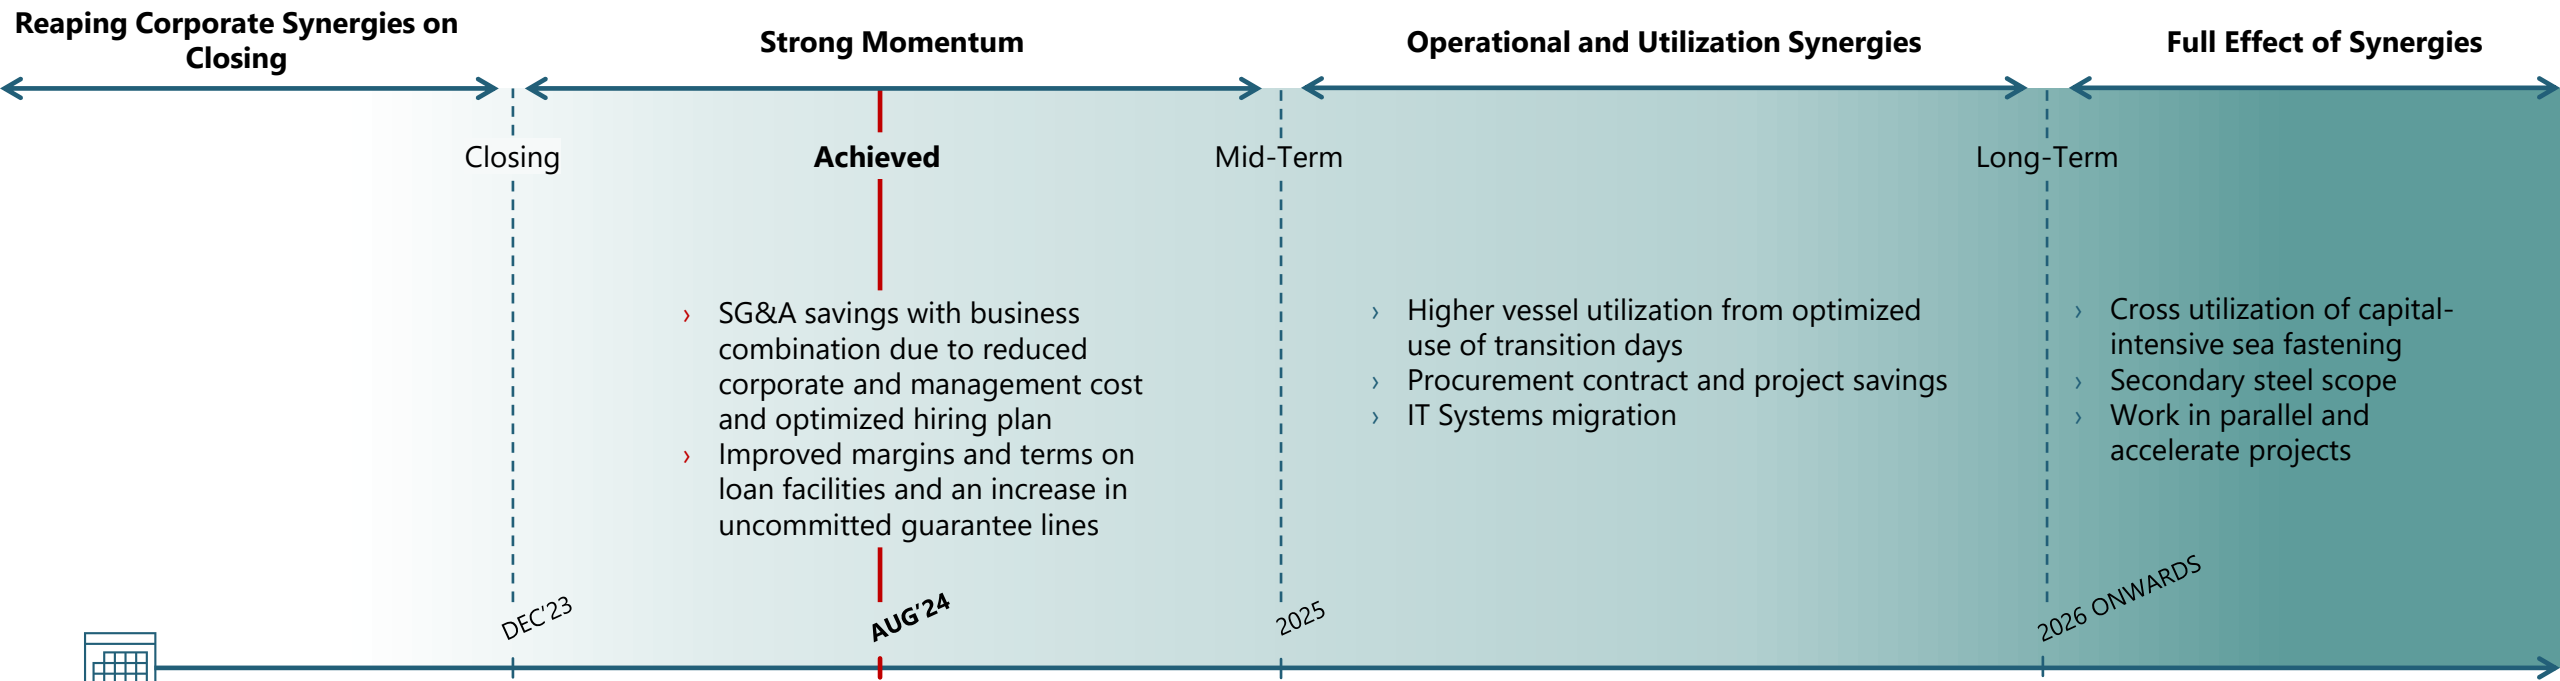 Reaping Corporate Synergies on
Closing
Strong Momentum
Operational and Utilization Synergies
Full Effect of Synergies
Closing
Achieved
Mid-Term
Long-Term
› SG&A savings with business
combination due to reduced
corporate and management cost
and optimized hiring plan
› Improved margins and terms on
loan facilities and an increase in
uncommitted guarantee lines
› Higher vessel utilization from optimized
use of transition days
› Procurement contract and project savings
› IT Systems migration
› Cross utilization of capital-
intensive sea fastening
› Secondary steel scope
› Work in parallel and
accelerate projects
DEC’23
AUG’24
2025
2026 ONWARDS